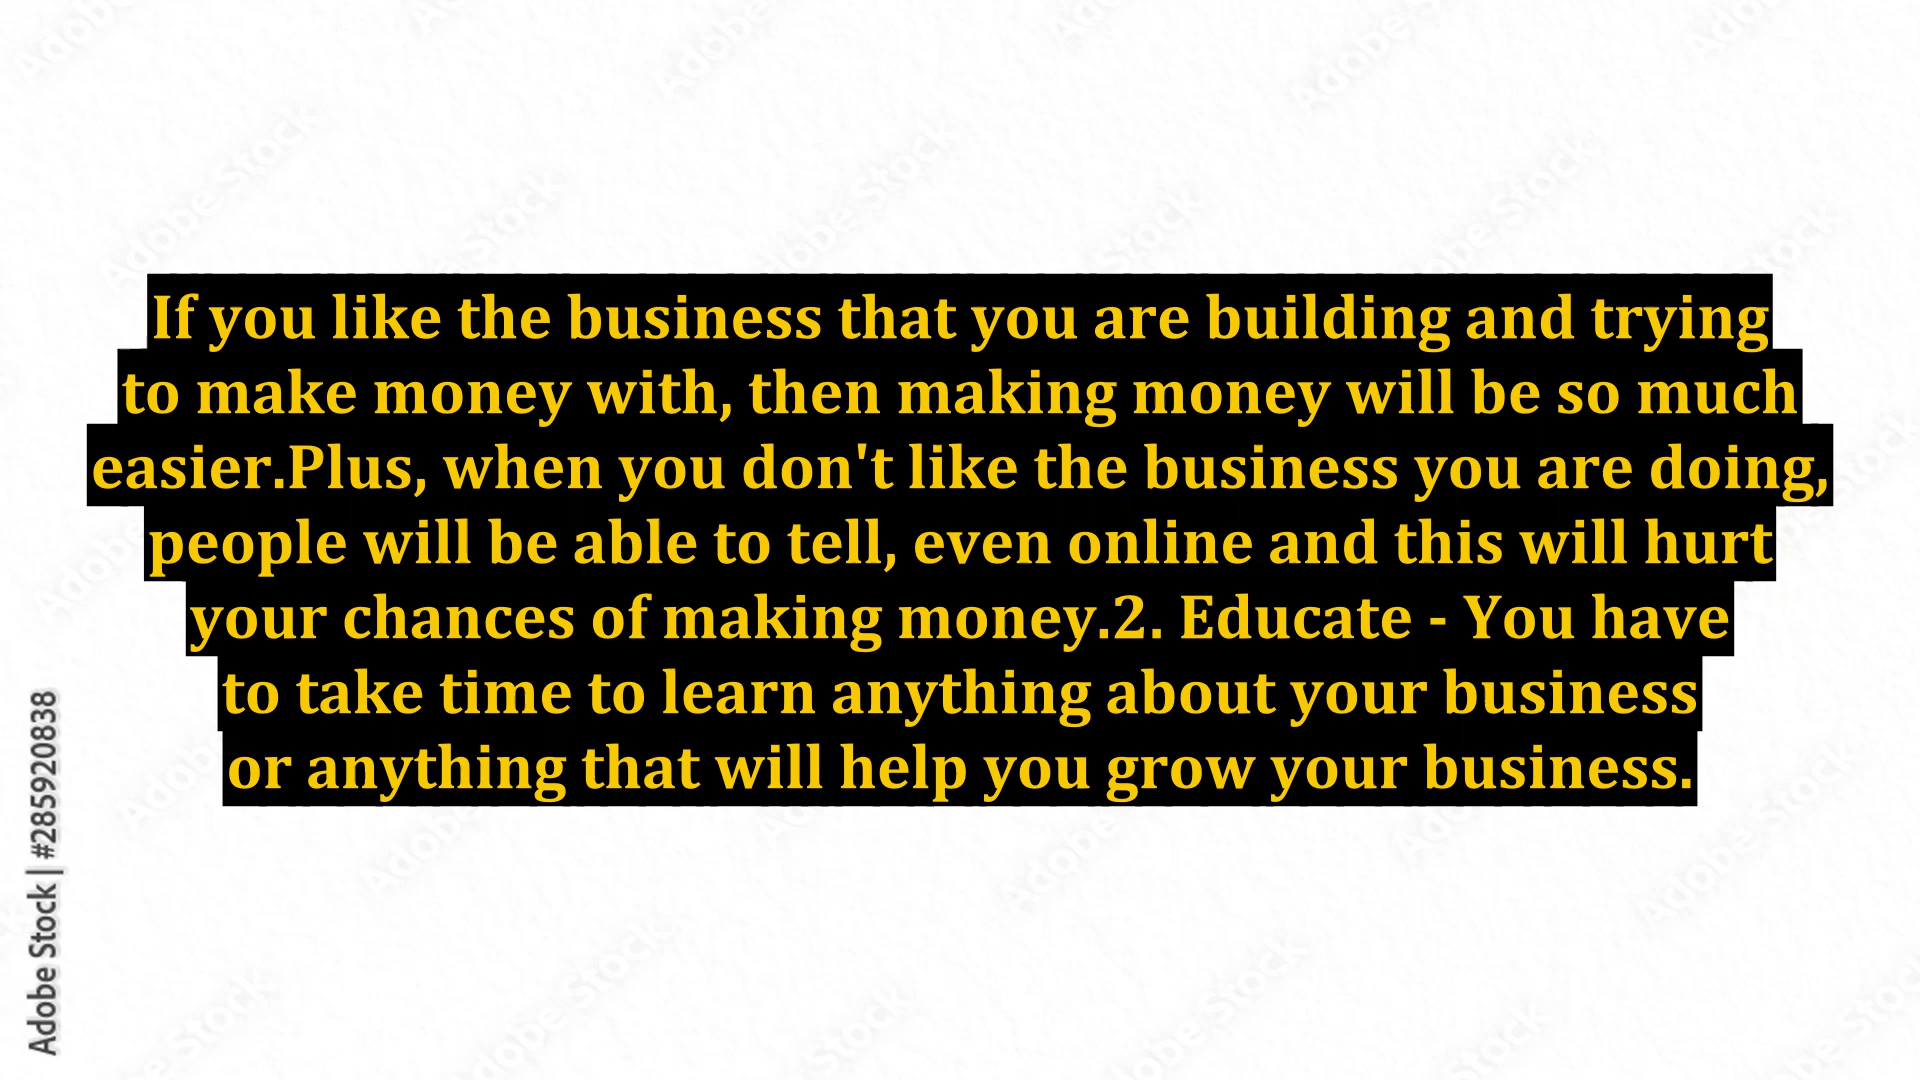 If you like the business that you are building and trying
to make money with, then making money will be so much
easier.Plus, when you don't like the business you are doing,
people will be able to tell, even online and this will hurt
your chances of making money.2. Educate - You have
to take time to learn anything about your business
or anything that will help you grow your business.
Adobe Stock | #285920838
Adobe Stock